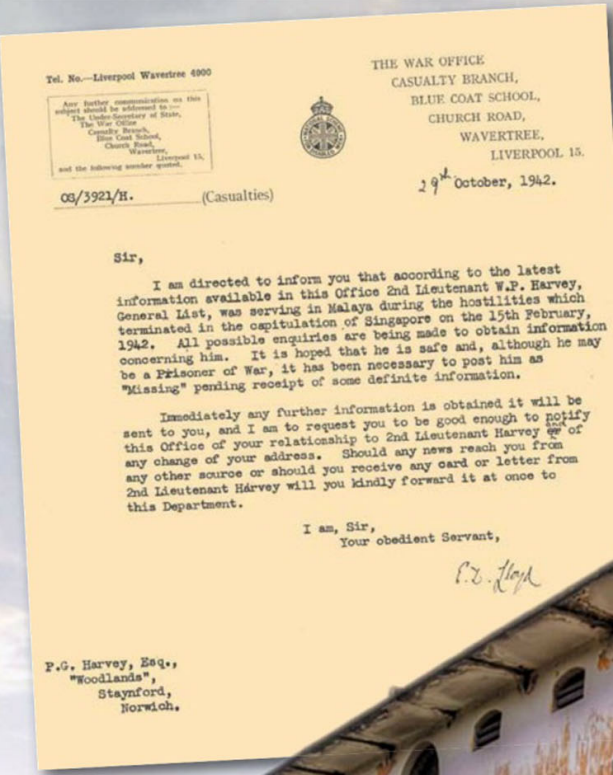 Tel. No.—Liverpool Wavertree 4000
Any further communication on this
subject should be addressed to :—
The Under-Secretary of State,
The War Office
Casualty Branch,
Blue Coat School,
Church Road,
Wavertree,
Liverpool 15,
and the following number quoted.
THE WAR OFFICE
CASUALTY BRANCH,
BLUE COAT SCHOOL,
CHURCH ROAD,
WAVERTREE,
LIVERPOOL 15.
29th October, 1942.
OS/3921/H. (Casualties)
Sir,
I am directed to inform you that according to the latest
information available in this Office 2nd Lieutenant W.P. Harvey,
General List, was serving in Malaya during the hostilities which
terminated in the capitulation of Singapore on the 15th February,
1942. All possible enquiries are being made to obtain information
concerning him. It is hoped that he is safe and, although he may
be a Prisoner of War, it has been necessary to post him as
"Missing" pending receipt of some definite information.
Immediately any further information is obtained it will be
sent to you, and I am to request you to be good enough to notify
this Office of your relationship to 2nd Lieutenant Harvey and of
any change of your address. Should any news reach you from
any other source or should you receive any card or letter from
2nd Lieutenant Harvey will you kindly forward it at once to
this Department.
I am, Sir,
Your obedient Servant,
Lloyd
P.G. Harvey, Esq.,
"Woodlands",
Staynford,
Norwich.